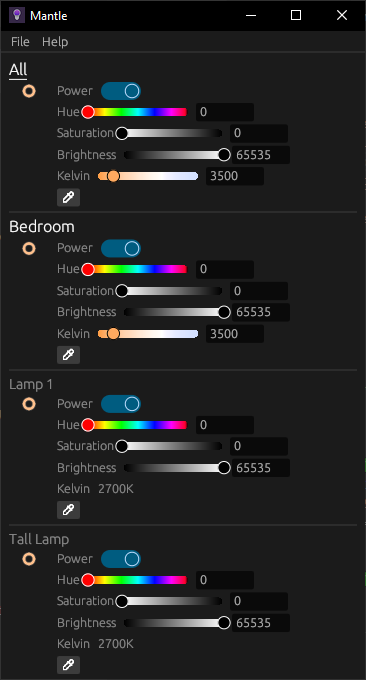 Mantle
File Help
All
Power
Hue 0
Saturation 0
Brightness 65535
Kelvin 3500
Bedroom
Power
Hue 0
Saturation 0
Brightness 65535
Kelvin 3500
Lamp 1
Power
Hue 0
Saturation 0
Brightness 65535
Kelvin 2700K
Tall Lamp
Power
Hue 0
Saturation 0
Brightness 65535
Kelvin 2700K